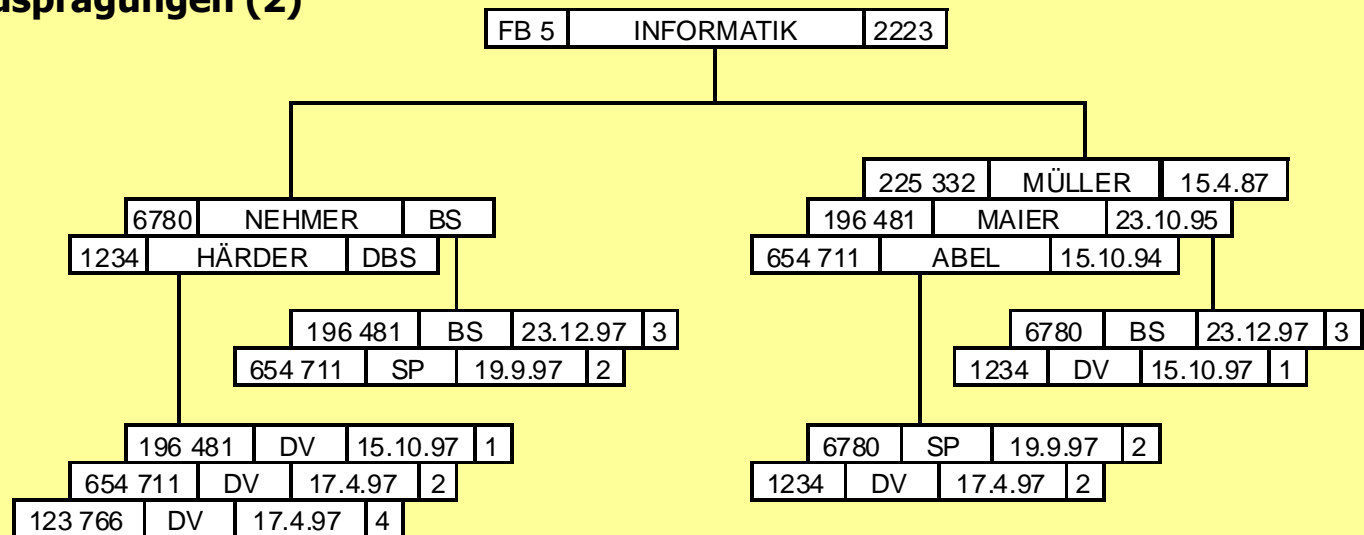 usprägungen (2)
FB 5 INFORMATIK 2223
6780 NEHMER BS
1234 HÄRDER DBS
196 481 BS 23.12.97 3
654 711 SP 19.9.97 2
196 481 DV 15.10.97 1
654 711 DV 17.4.97 2
123 766 DV 17.4.97 4
225 332 MÜLLER 15.4.87
196 481 MAIER 23.10.95
654 711 ABEL 15.10.94
6780 BS 23.12.97 3
1234 DV 15.10.97 1
6780 SP 19.9.97 2
1234 DV 17.4.97 2